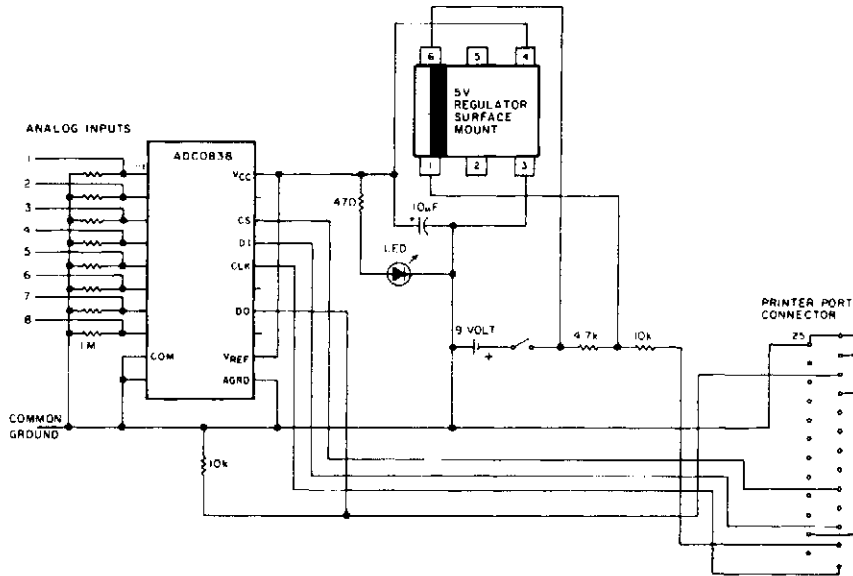 6
5
4
5V
REGULATOR
SURFACE
MOUNT
1
2
3
ANALOG INPUTS
1
2
3
4
5
6
7
8
1M
ADC0838
VCC
CS
DI
CLK
DO
COM
VREF
AGRD
470
+
10µF
LED
9 VOLT
+
4.7k
10k
PRINTER PORT
CONNECTOR
25
COMMON
GROUND
10k